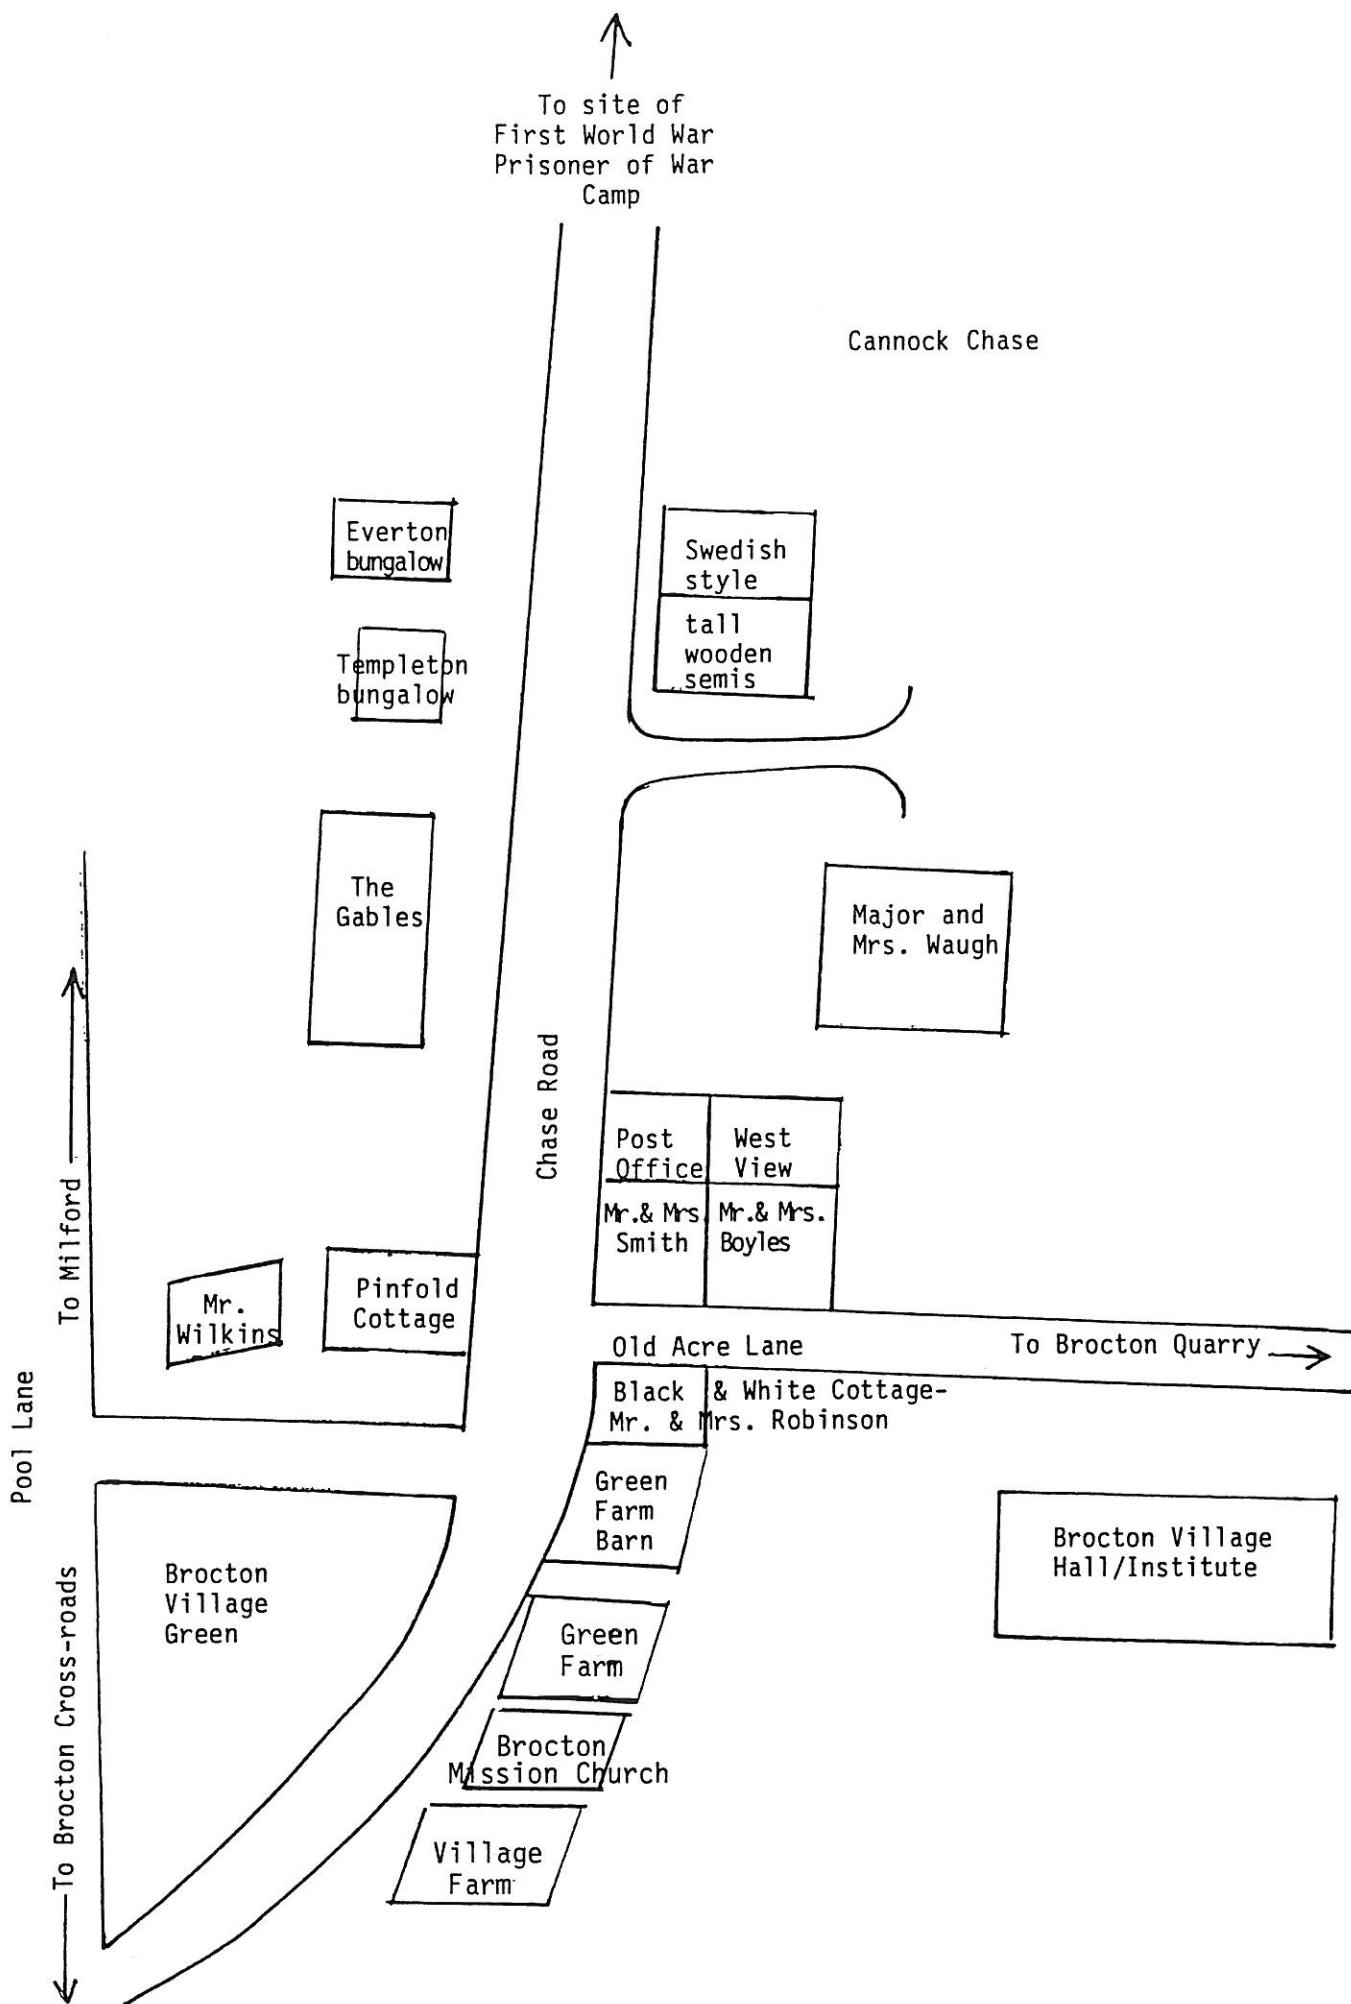 To site of
First World War
Prisoner of War
Camp
Cannock Chase
Everton
bungalow
Swedish
style
tall
wooden
semis
Templeton
bungalow
The
Gables
Major and
Mrs. Waugh
Chase Road
Post
Office
West
View
Mr.& Mrs.
Smith
Mr.& Mrs.
Boyles
To Milford
Mr.
Wilkins
Pinfold
Cottage
Old Acre Lane
To Brocton Quarry
Pool Lane
Black & White Cottage-
Mr. & Mrs. Robinson
Green
Farm
Barn
Brocton Village
Hall/Institute
Brocton
Village
Green
To Brocton Cross-roads
Green
Farm
Brocton
Mission Church
Village
Farm